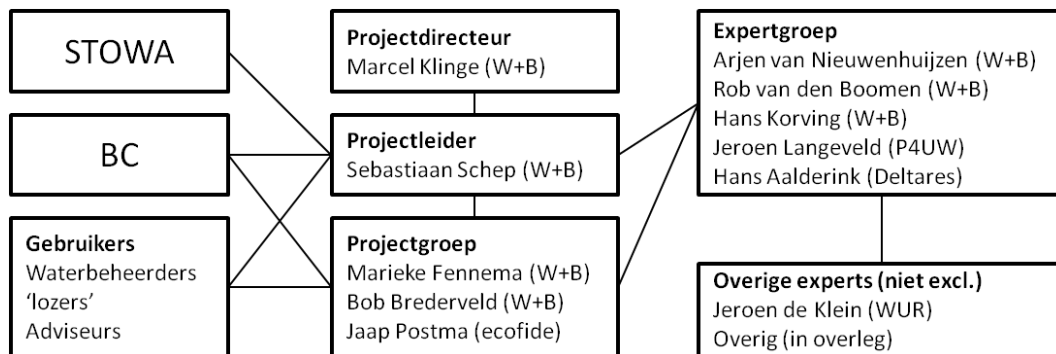 STOWA
BC
Gebruikers
Waterbeheerders
‘lozers’
Adviseurs
Projectdirecteur
Marcel Klinge (W+B)
Projectleider
Sebastiaan Schep (W+B)
Projectgroep
Marieke Fennema (W+B)
Bob Brederveld (W+B)
Jaap Postma (ecofide)
Expertgroep
Arjen van Nieuwenhuijzen (W+B)
Rob van den Boomen (W+B)
Hans Korving (W+B)
Jeroen Langeveld (P4UW)
Hans Aalderink (Deltares)
Overige experts (niet excl.)
Jeroen de Klein (WUR)
Overig (in overleg)